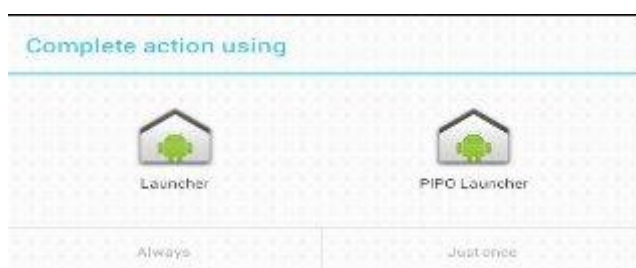 Complete action using
Launcher
PIPO Launcher
Always
Just once